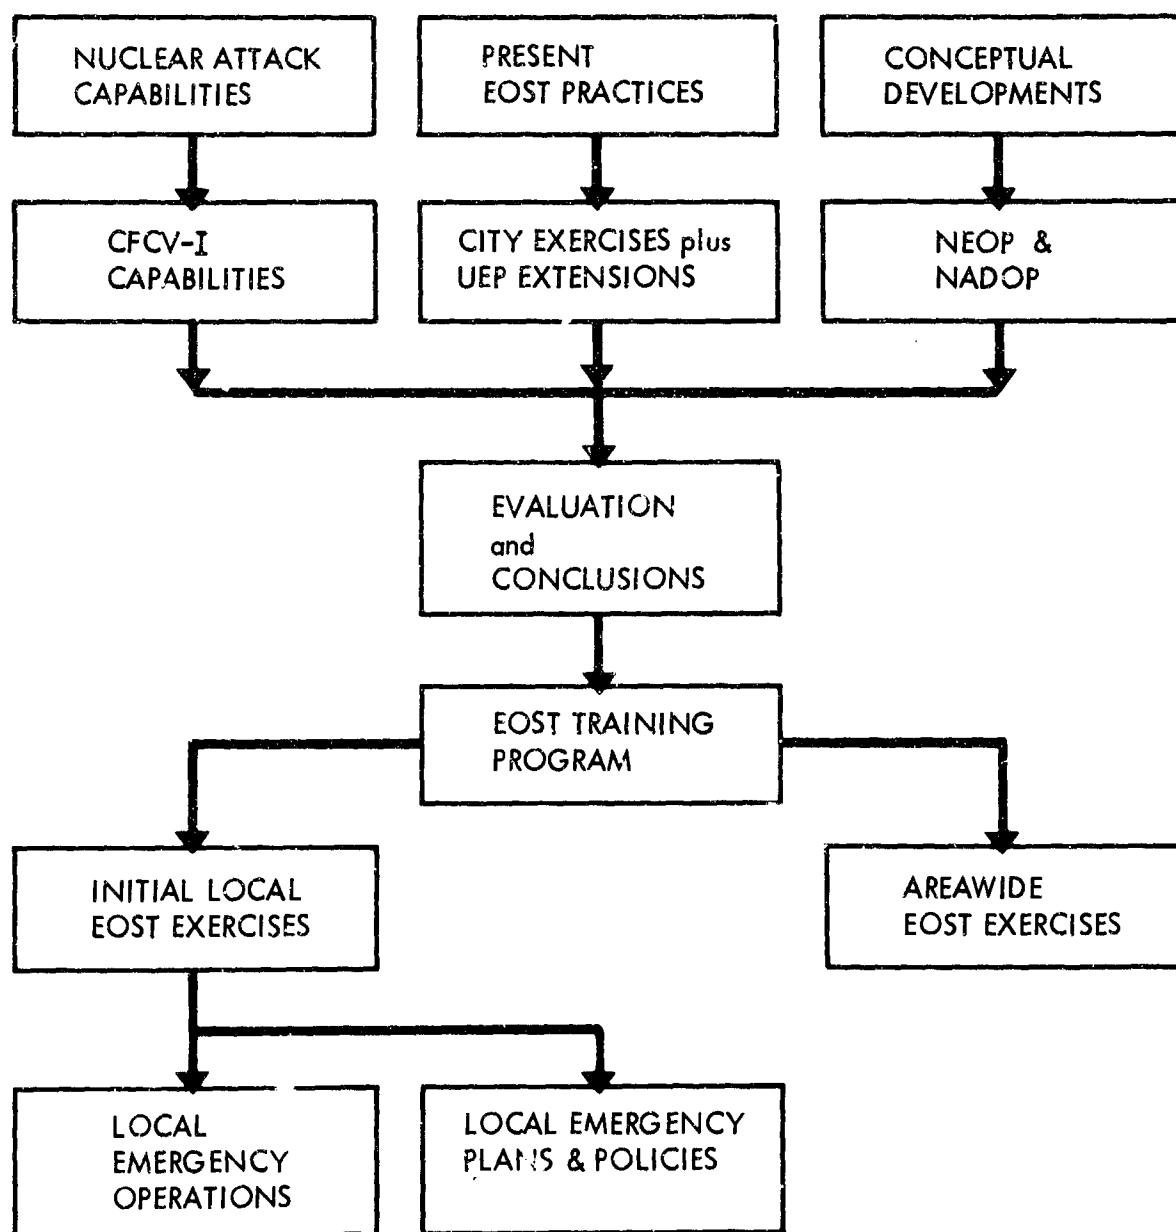 NUCLEAR ATTACK
CAPABILITIES
PRESENT
EOST PRACTICES
CONCEPTUAL
DEVELOPMENTS
CFCV-I
CAPABILITIES
CITY EXERCISES plus
UEP EXTENSIONS
NEOP &
NADOP
EVALUATION
and
CONCLUSIONS
EOST TRAINING
PROGRAM
INITIAL LOCAL
EOST EXERCISES
AREAWIDE
EOST EXERCISES
LOCAL
EMERGENCY
OPERATIONS
LOCAL EMERGENCY
PLANS & POLICIES